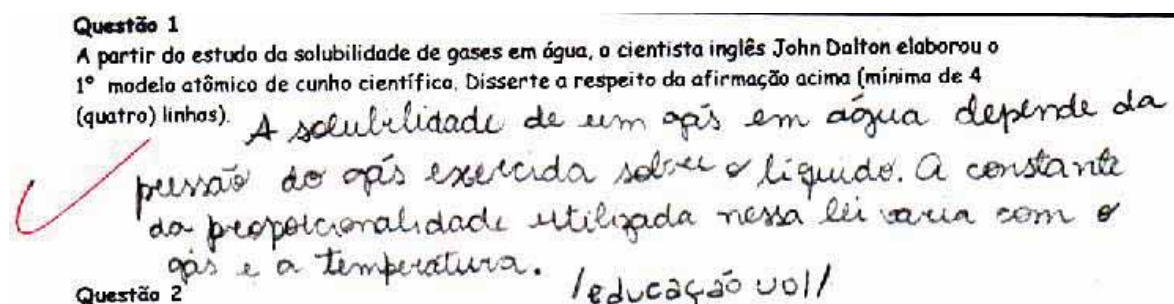 Questão 1
A partir do estudo da solubilidade de gases em água, o cientista inglês John Dalton elaborou o
1º modelo atômico de cunho científico. Disserte a respeito da afirmação acima (mínimo de 4
(quatro) linhas). A solubilidade de um gás em água depende da
pressão do gás exercida sobre o líquido. A constante
da proporcionalidade utilizada nessa lei varia com o
gás e a temperatura.
Questão 2 /educação uol/